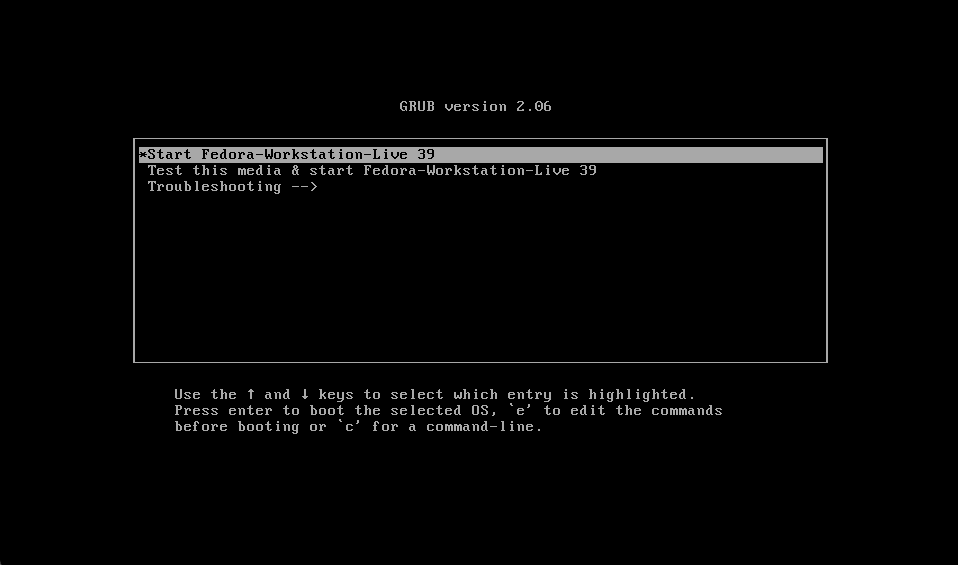 GRUB version 2.06
*Start Fedora-Workstation-Live 39
Test this media & start Fedora-Workstation-Live 39
Troubleshooting -->
Use the ↑ and ↓ keys to select which entry is highlighted.
Press enter to boot the selected OS, `e' to edit the commands
before booting or `c' for a command-line.